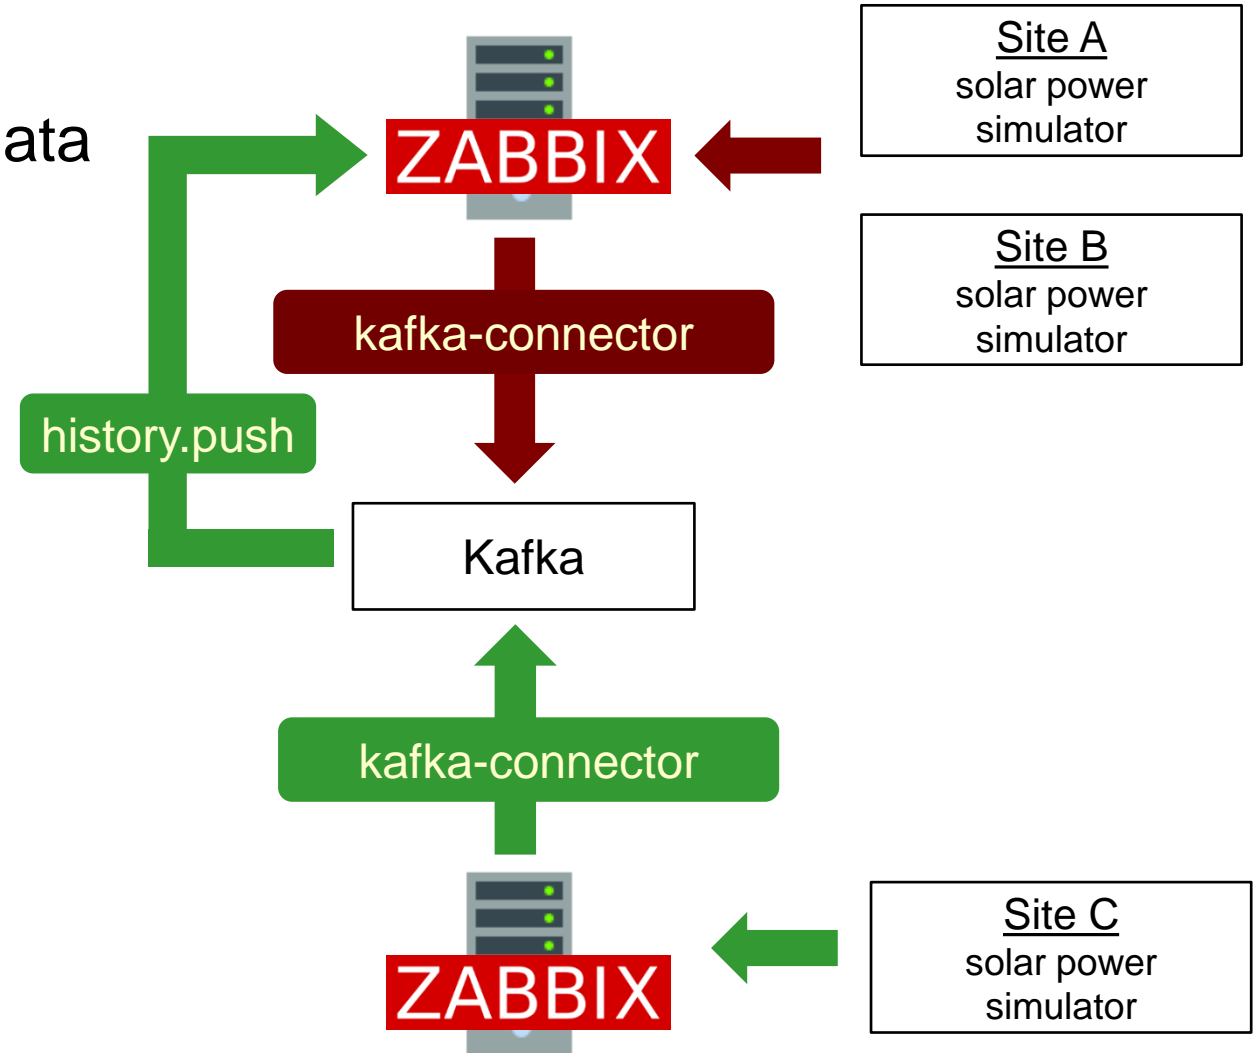 Site A
solar power
simulator
ata
ZABBIX
Site B
solar power
simulator
kafka-connector
history.push
Kafka
kafka-connector
Site C
solar power
simulator
ZABBIX